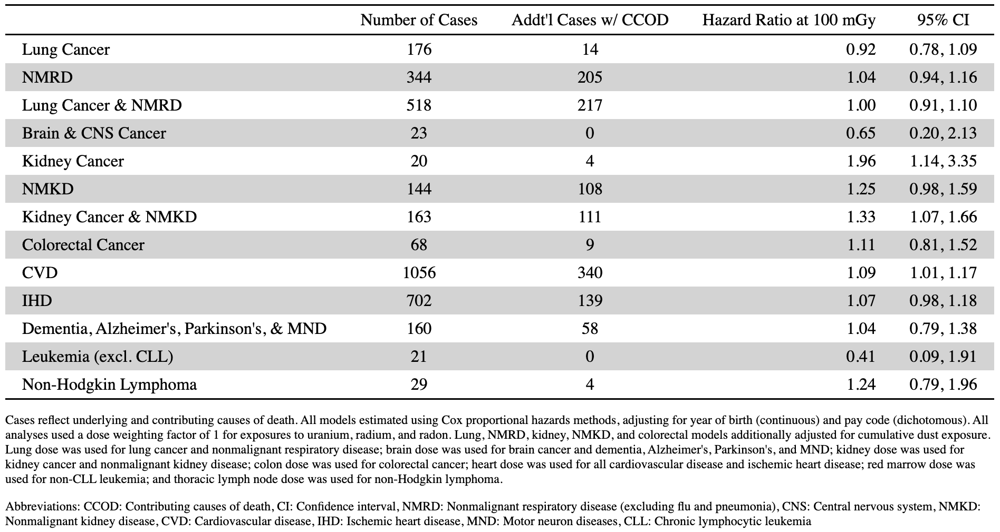 Number of Cases Addt'l Cases w/ CCOD Hazard Ratio at 100 mGy 95% CI
Lung Cancer 176 14 0.92 0.78, 1.09
NMRD 344 205 1.04 0.94, 1.16
Lung Cancer & NMRD 518 217 1.00 0.91, 1.10
Brain & CNS Cancer 23 0 0.65 0.20, 2.13
Kidney Cancer 20 4 1.96 1.14, 3.35
NMKD 144 108 1.25 0.98, 1.59
Kidney Cancer & NMKD 163 111 1.33 1.07, 1.66
Colorectal Cancer 68 9 1.11 0.81, 1.52
CVD 1056 340 1.09 1.01, 1.17
IHD 702 139 1.07 0.98, 1.18
Dementia, Alzheimer's, Parkinson's, & MND 160 58 1.04 0.79, 1.38
Leukemia (excl. CLL) 21 0 0.41 0.09, 1.91
Non-Hodgkin Lymphoma 29 4 1.24 0.79, 1.96
Cases reflect underlying and contributing causes of death. All models estimated using Cox proportional hazards methods, adjusting for year of birth (continuous) and pay code (dichotomous). All
analyses used a dose weighting factor of 1 for exposures to uranium, radium, and radon. Lung, NMRD, kidney, NMKD, and colorectal models additionally adjusted for cumulative dust exposure.
Lung dose was used for lung cancer and nonmalignant respiratory disease; brain dose was used for brain cancer and dementia, Alzheimer's, Parkinson's, and MND; kidney dose was used for
kidney cancer and nonmalignant kidney disease; colon dose was used for colorectal cancer; heart dose was used for all cardiovascular disease and ischemic heart disease; red marrow dose was
used for non-CLL leukemia; and thoracic lymph node dose was used for non-Hodgkin lymphoma.
Abbreviations: CCOD: Contributing causes of death, CI: Confidence interval, NMRD: Nonmalignant respiratory disease (excluding flu and pneumonia), CNS: Central nervous system, NMKD:
Nonmalignant kidney disease, CVD: Cardiovascular disease, IHD: Ischemic heart disease, MND: Motor neuron diseases, CLL: Chronic lymphocytic leukemia